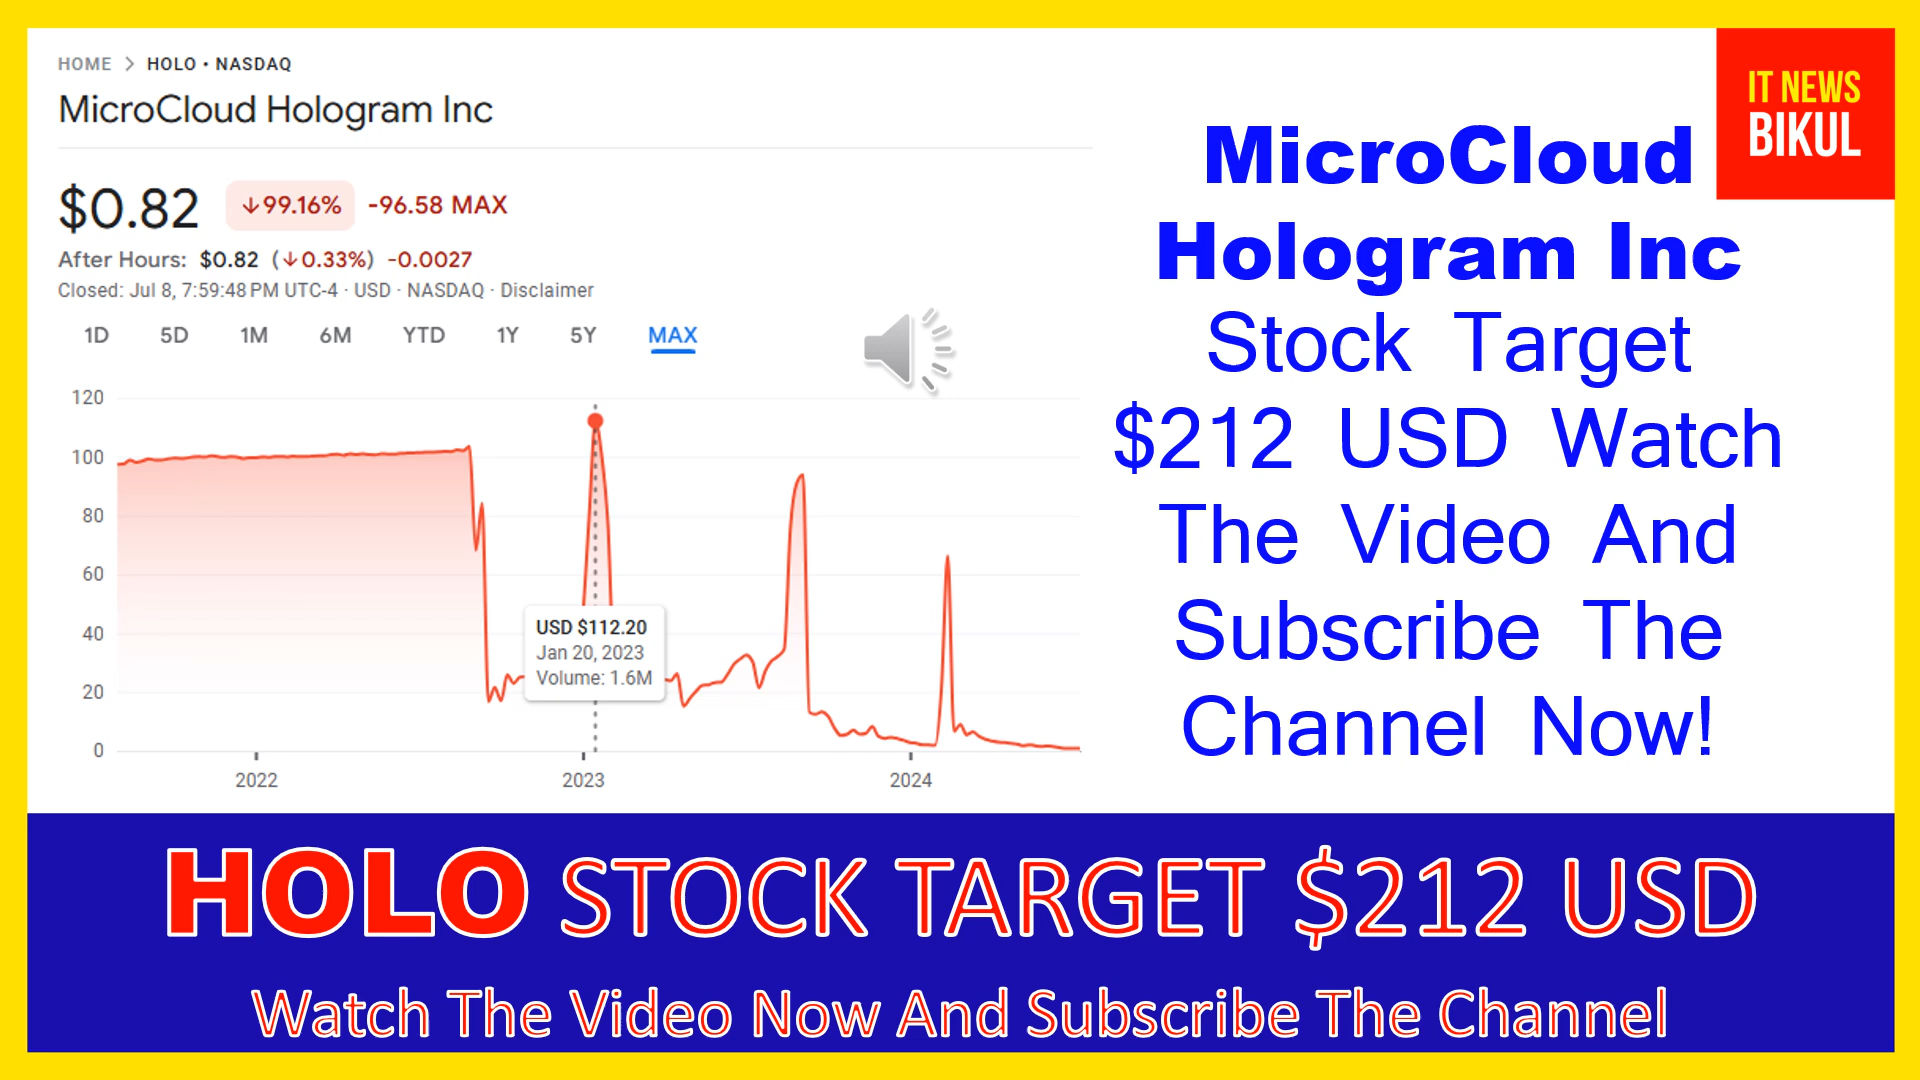 HOME > HOLO • NASDAQ
MicroCloud Hologram Inc
$0.82 ↓99.16% -96.58 MAX
After Hours: $0.82 (↓0.33%) -0.0027
Closed: Jul 8, 7:59:48 PM UTC-4 · USD · NASDAQ · Disclaimer
1D 5D 1M 6M YTD 1Y 5Y MAX
120
100
80
60
40
20
0
USD $112.20
Jan 20, 2023
Volume: 1.6M
2022 2023 2024
IT NEWS
BIKUL
MicroCloud
Hologram Inc
Stock Target
$212 USD Watch
The Video And
Subscribe The
Channel Now!
HOLO STOCK TARGET $212 USD
Watch The Video Now And Subscribe The Channel